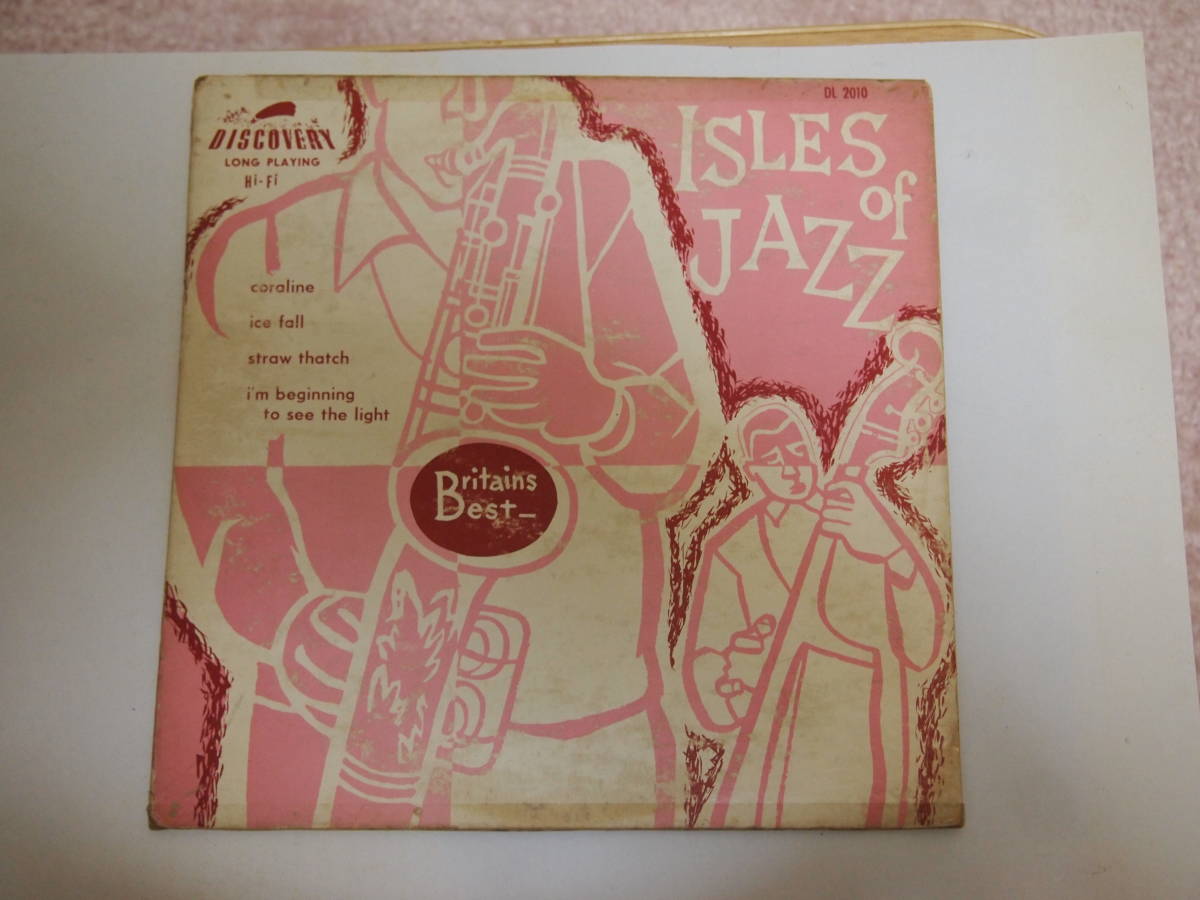 DISCOVERY
LONG PLAYING
Hi-Fi
DL 2010
ISLES
of
JAZZ
coraline
ice fall
straw thatch
i'm beginning
to see the light
Britains
Best_